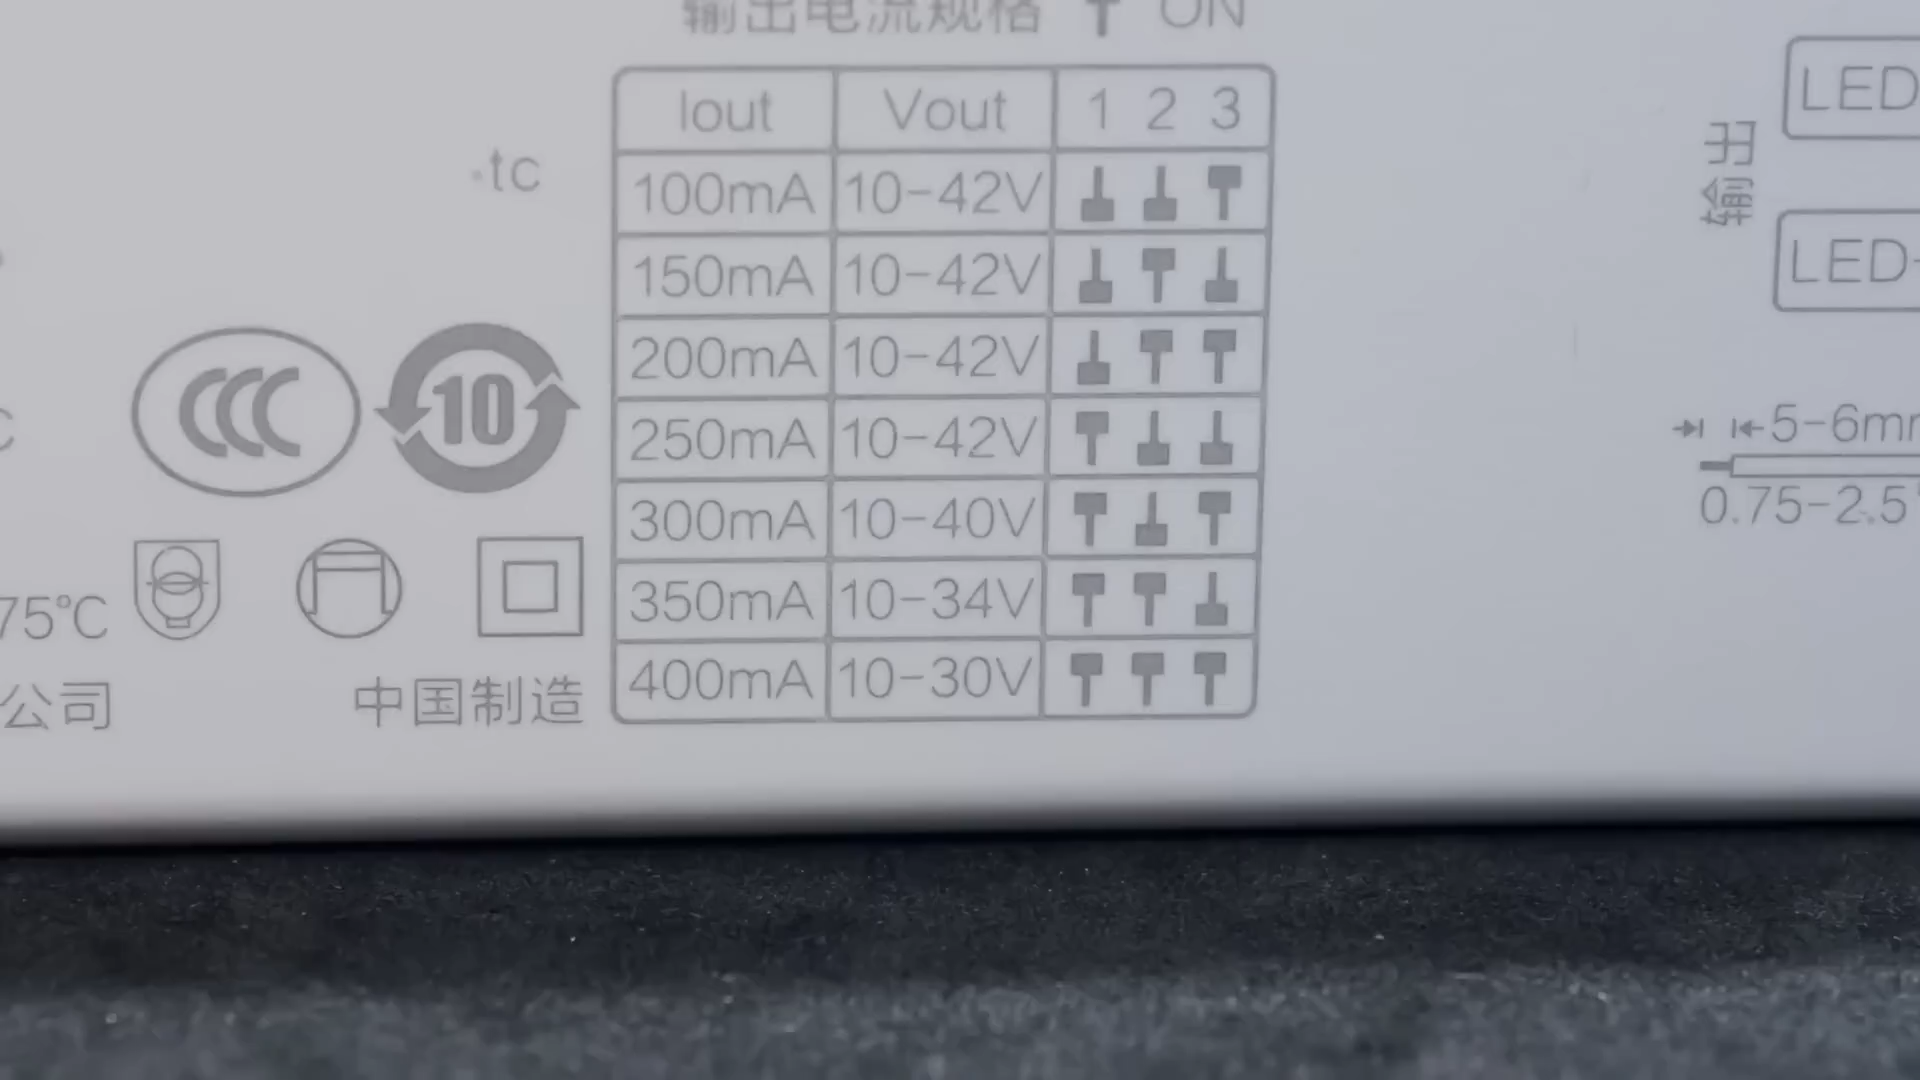 输出电流规格 ON
Iout Vout 1 2 3
100mA 10-42V
150mA 10-42V
200mA 10-42V
250mA 10-42V
300mA 10-40V
350mA 10-34V
400mA 10-30V
·tc
CCC
10
75℃
公司
中国制造
输出
LED
LED-
5-6mm
0.75-2.5